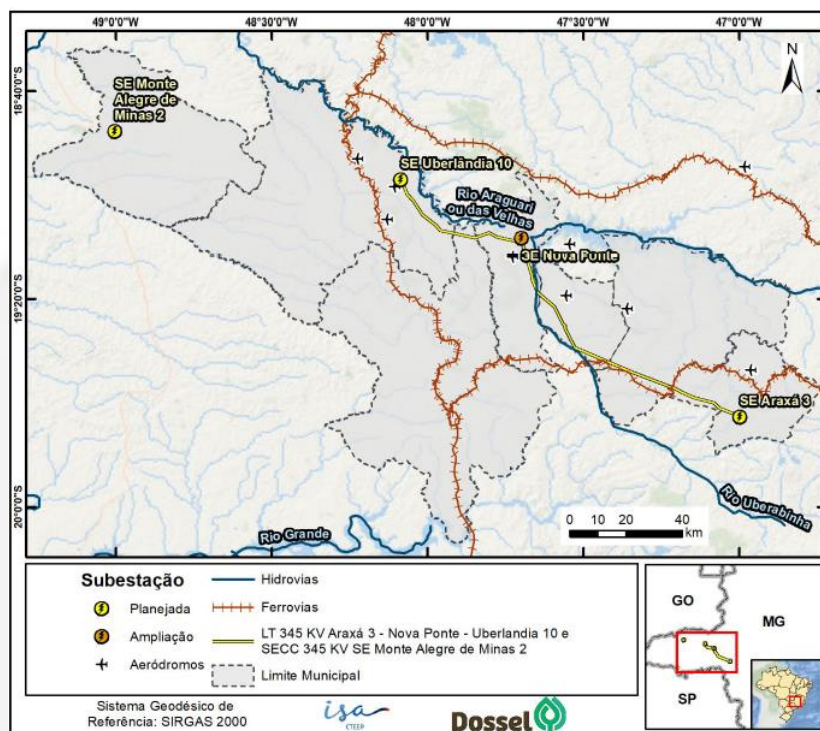 49°0'0"O
48°30'0"O
48°0'0"O
47°30'0"O
47°0'0"O
18°40'0"S
19°20'0"S
20°0'0"S
N
SE Monte
Alegre de
Minas 2
SE Uberlândia 10
Rio Araguari
ou das Velhas
SE Nova Ponte
SE Araxá 3
Rio Uberabinha
Rio Grande
0 10 20 40
km
Subestação
Planejada
Ampliação
Aeródromos
Hidrovias
Ferrovias
LT 345 KV Araxá 3 - Nova Ponte - Uberlandia 10 e
SECC 345 KV SE Monte Alegre de Minas 2
Limite Municipal
GO
MG
SP
Sistema Geodésico de
Referência: SIRGAS 2000
isa
CTEEP
Dossel